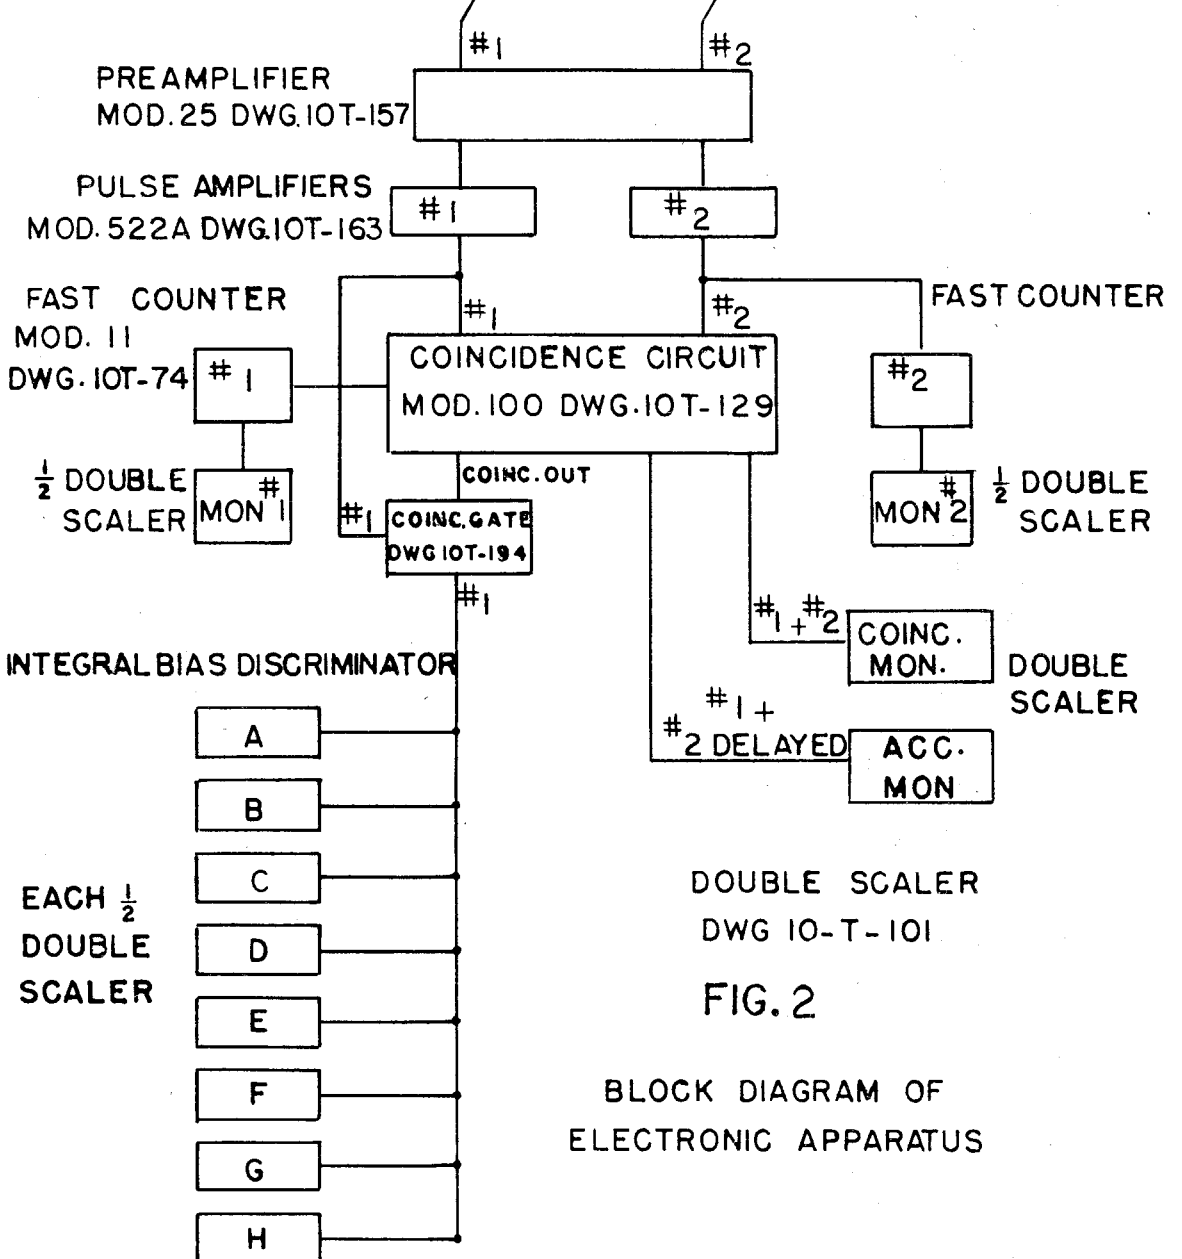 #1
#2
PREAMPLIFIER
MOD.25 DWG.10T-157
PULSE AMPLIFIERS
MOD.522A DWG.10T-163
#1
#2
FAST COUNTER
MOD. 11
DWG.10T-74
#1
#1
#2
COINCIDENCE CIRCUIT
MOD.100 DWG.10T-129
FAST COUNTER
#2
½ DOUBLE
SCALER
MON #1
COINC.OUT
#1
COINC.GATE
DWG 10T-194
#1
MON #2
½ DOUBLE
SCALER
#1+#2
COINC.
MON.
DOUBLE
SCALER
#1+
#2 DELAYED
ACC.
MON
INTEGRAL BIAS DISCRIMINATOR
A
B
C
D
E
F
G
H
EACH ½
DOUBLE
SCALER
DOUBLE SCALER
DWG 10-T-101
FIG. 2
BLOCK DIAGRAM OF
ELECTRONIC APPARATUS